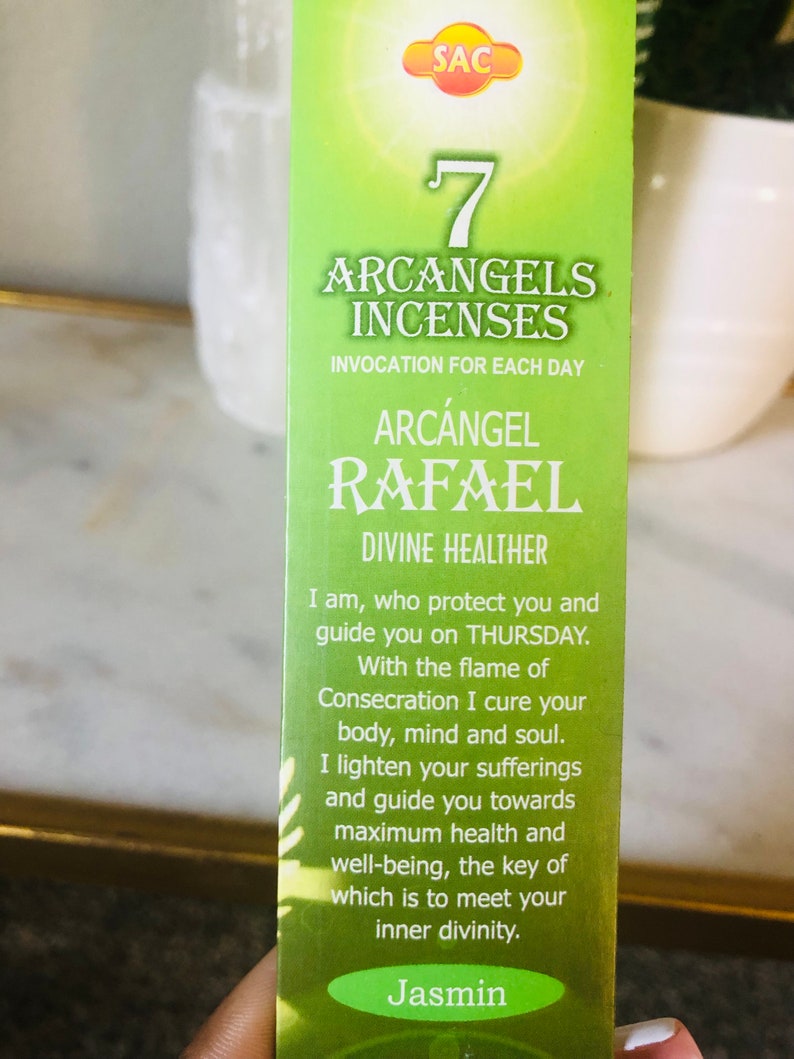 SAC
7
ARCANGELS
INCENSES
INVOCATION FOR EACH DAY
ARCÁNGEL
RAFAEL
DIVINE HEALTHER
I am, who protect you and
guide you on THURSDAY.
With the flame of
Consecration I cure your
body, mind and soul.
I lighten your sufferings
and guide you towards
maximum health and
well-being, the key of
which is to meet your
inner divinity.
Jasmin